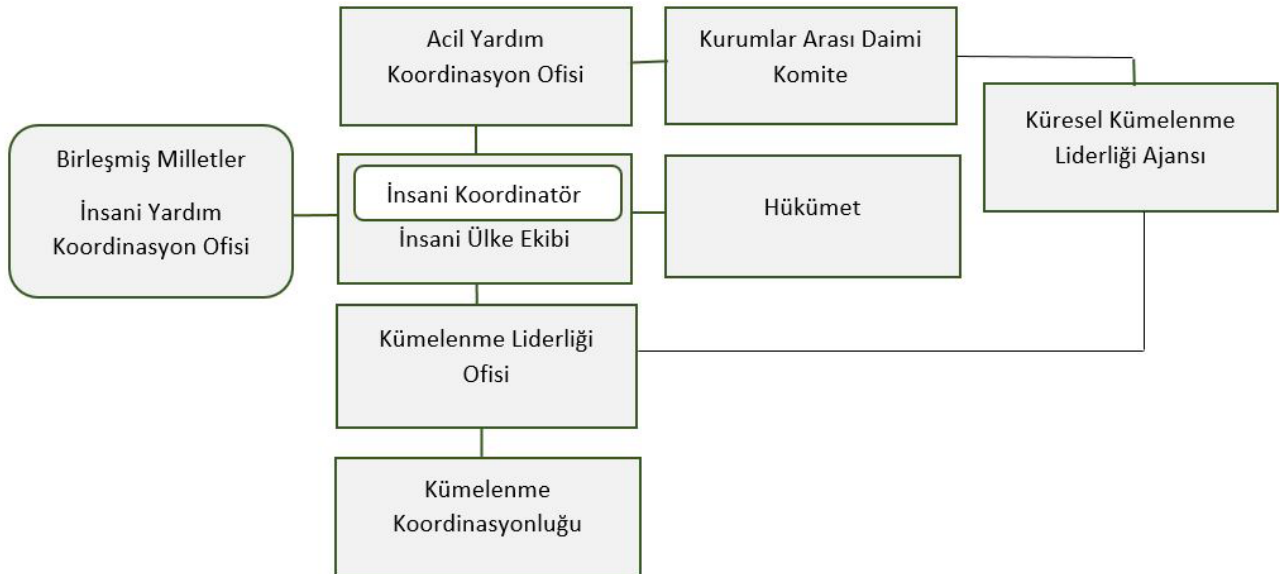 Acil Yardım
Koordinasyon Ofisi
Kurumlar Arası Daimi
Komite
Küresel Kümelenme
Liderliği Ajansı
Birleşmiş Milletler
İnsani Yardım
Koordinasyon Ofisi
İnsani Koordinatör
İnsani Ülke Ekibi
Hükümet
Kümelenme Liderliği
Ofisi
Kümelenme
Koordinasyonluğu